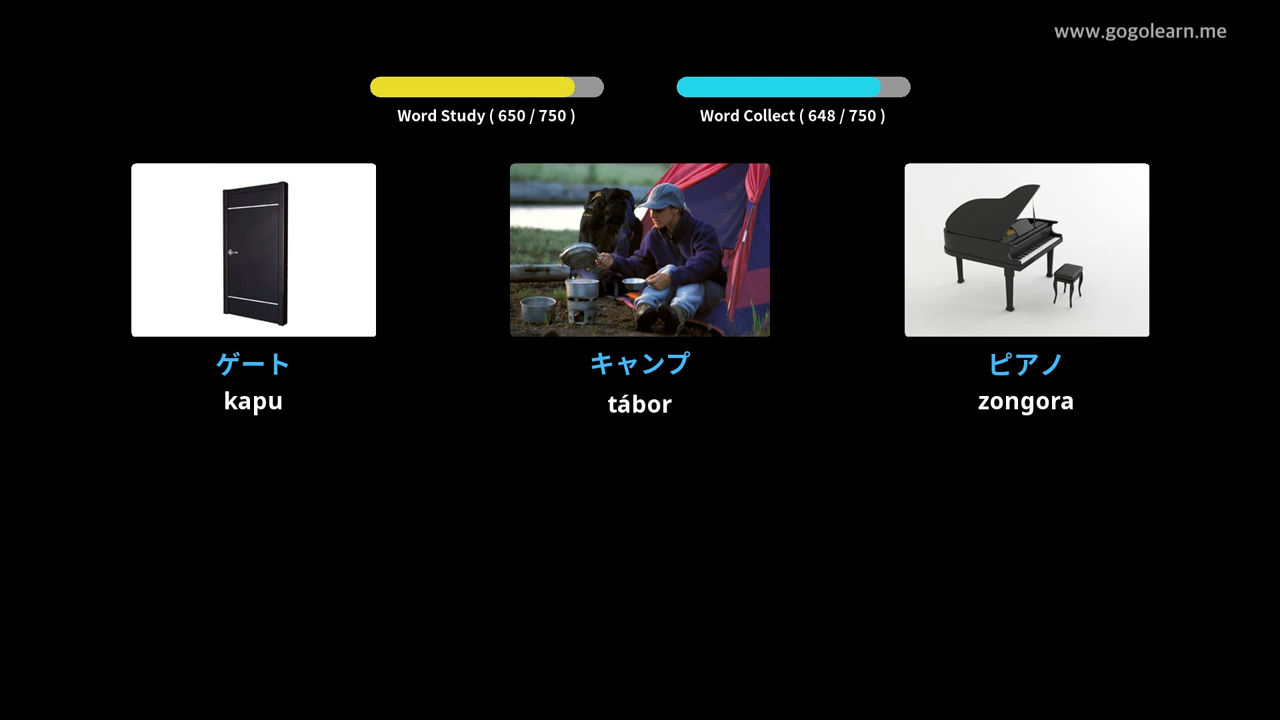 www.gogolearn.me
Word Study ( 650 / 750 )
Word Collect ( 648 / 750 )
ゲート
kapu
キャンプ
tábor
ピアノ
zongora